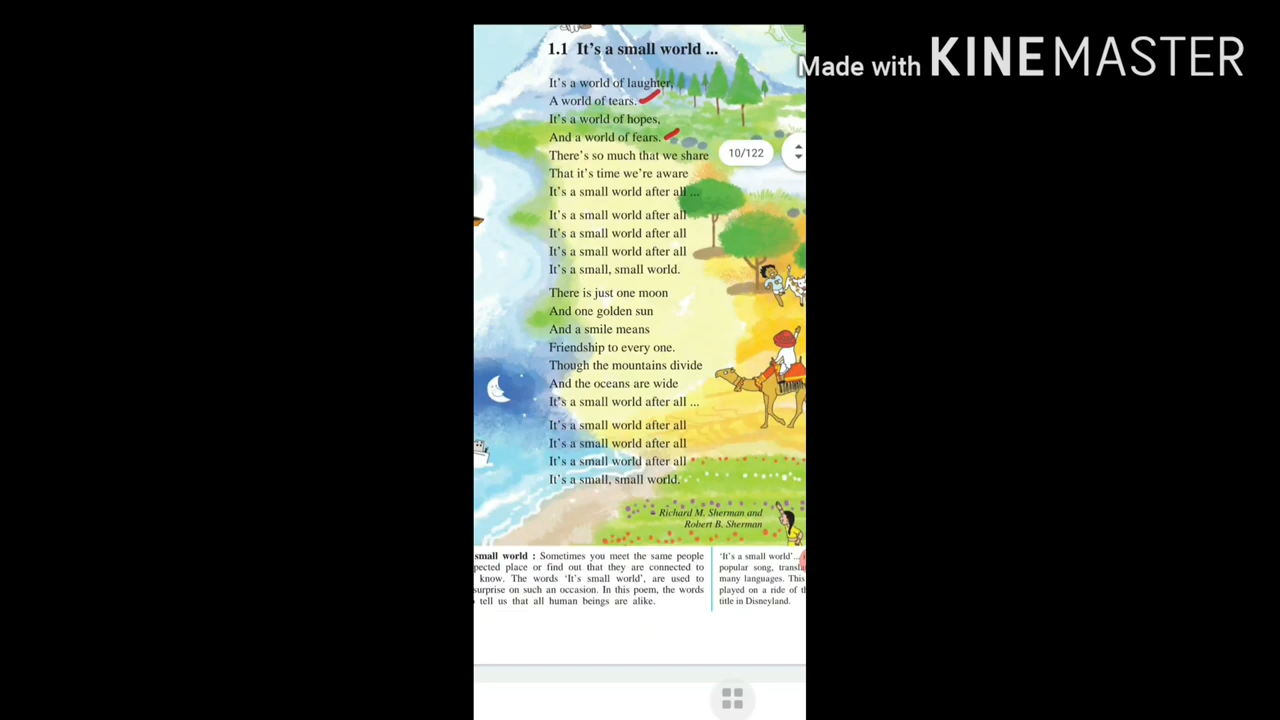 Made with KINEMASTER
1.1 It's a small world ...
It's a world of laughter,
A world of tears.
It's a world of hopes,
And a world of fears.
There's so much that we share
That it's time we're aware
It's a small world after all ...
10/122
It's a small world after all
It's a small world after all
It's a small world after all
It's a small, small world.
There is just one moon
And one golden sun
And a smile means
Friendship to every one.
Though the mountains divide
And the oceans are wide
It's a small world after all ...
It's a small world after all
It's a small world after all
It's a small world after all
It's a small, small world.
- Richard M. Sherman and
Robert B. Sherman
small world : Sometimes you meet the same people
pected place or find out that they are connected to
know. The words 'It's small world', are used to
surprise on such an occasion. In this poem, the words
tell us that all human beings are alike.
'It's a small world'...
popular song, transla
many languages. This
played on a ride of th
title in Disneyland.